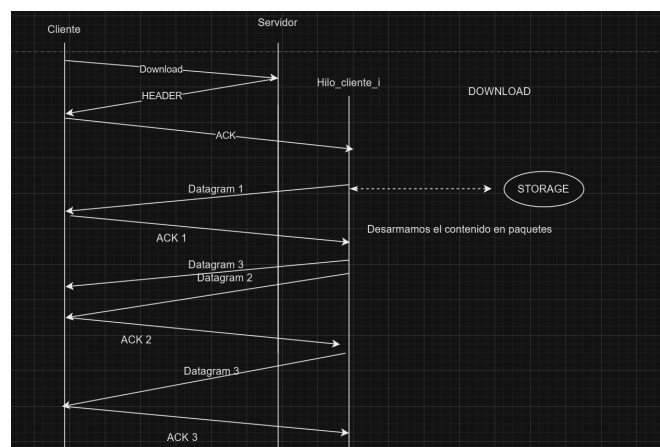 Cliente
Servidor
Download
Hilo_cliente_i
DOWNLOAD
HEADER
ACK
Datagram 1
STORAGE
ACK 1
Desarmamos el contenido en paquetes
Datagram 3
Datagram 2
ACK 2
Datagram 3
ACK 3